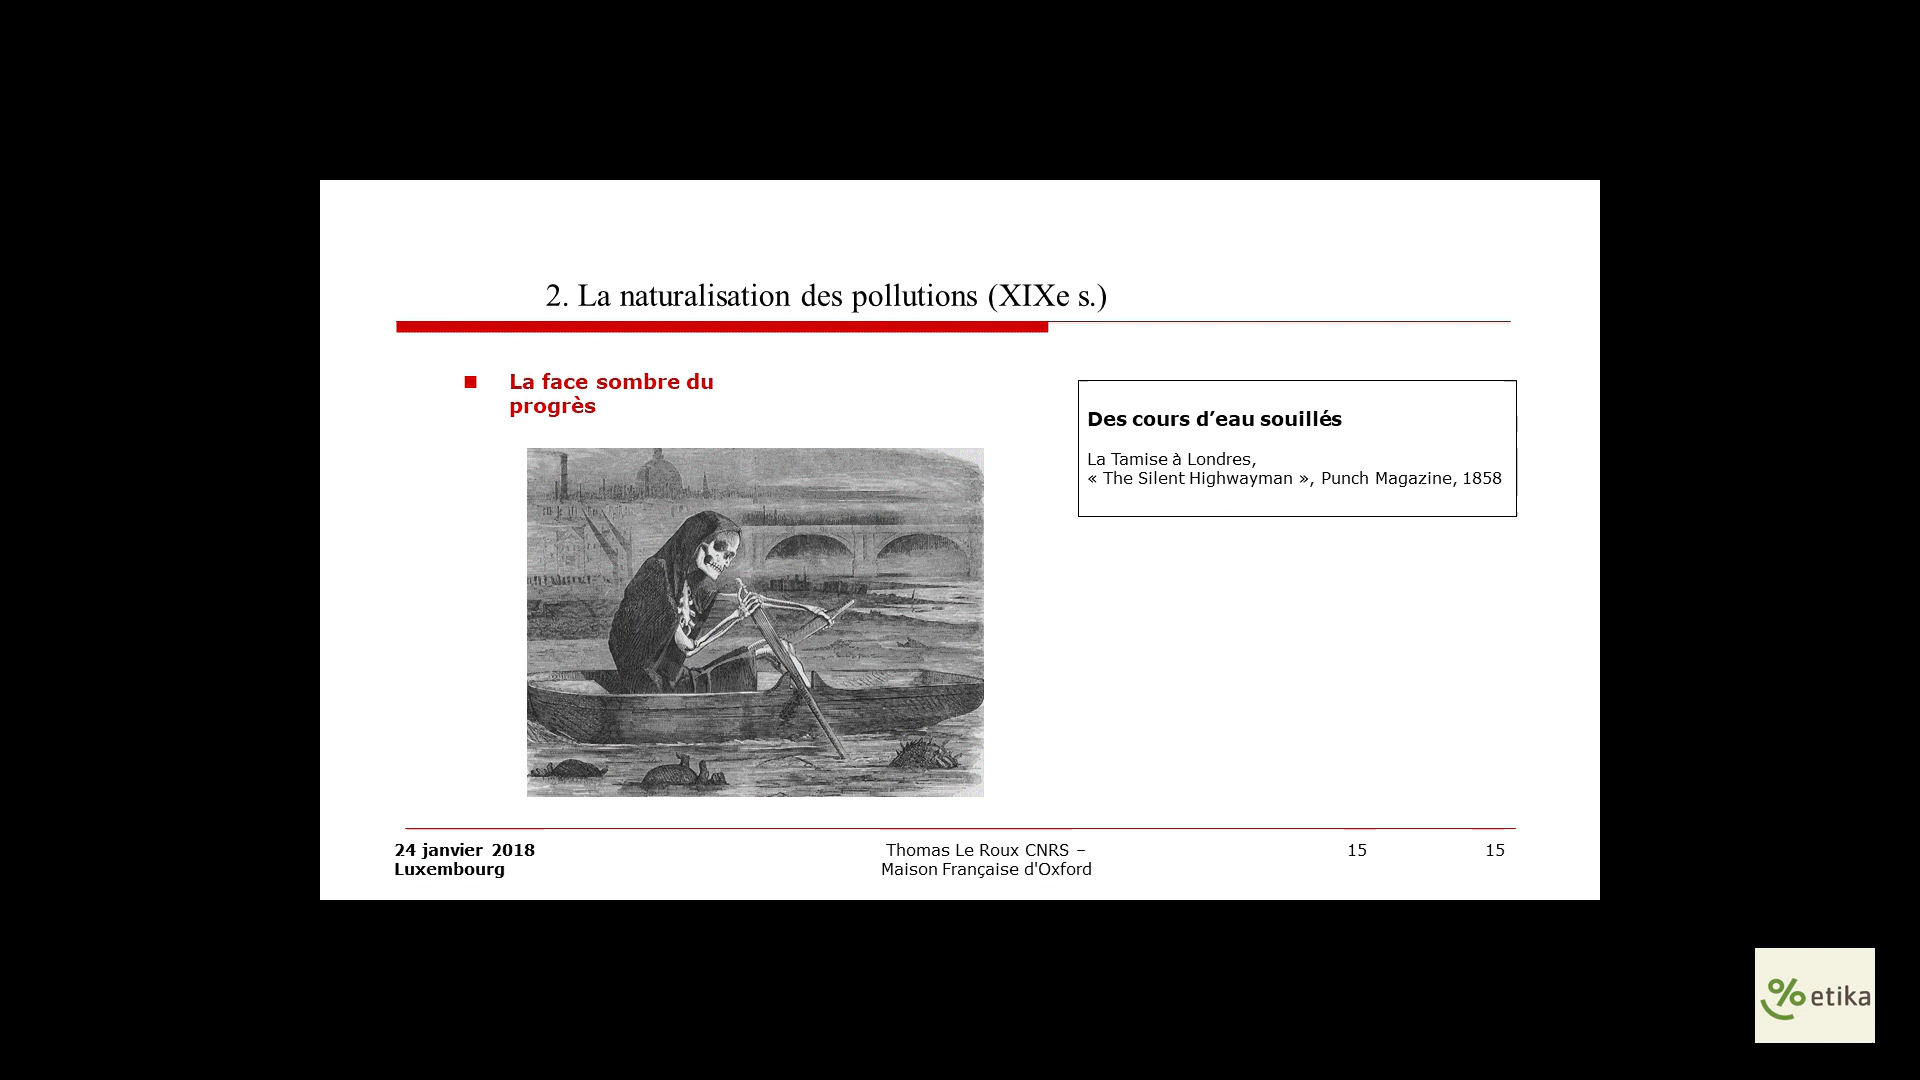 2. La naturalisation des pollutions (XIXe s.)
La face sombre du
progrès
Des cours d’eau souillés
La Tamise à Londres,
« The Silent Highwayman », Punch Magazine, 1858
24 janvier 2018
Luxembourg
Thomas Le Roux CNRS –
Maison Française d'Oxford
15
15
% etika